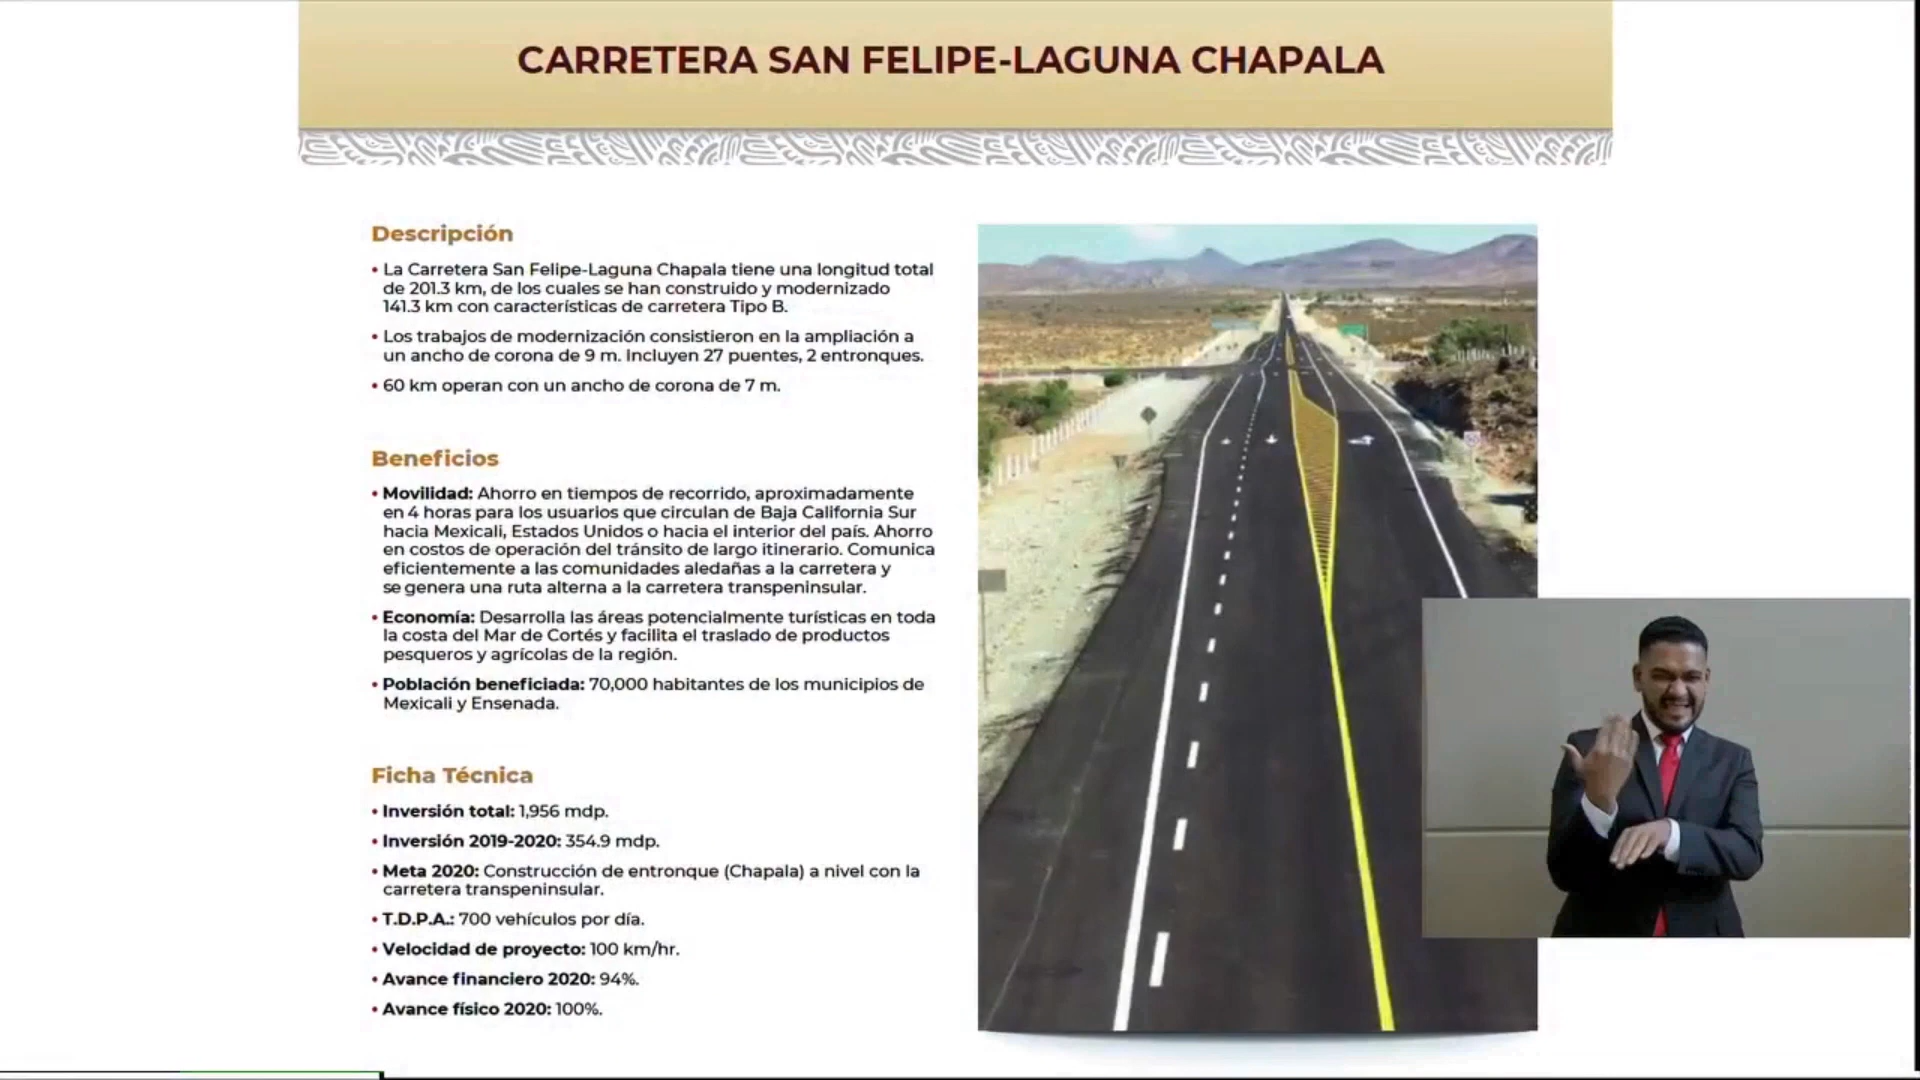 CARRETERA SAN FELIPE-LAGUNA CHAPALA
Descripción
• La Carretera San Felipe-Laguna Chapala tiene una longitud total
de 201.3 km, de los cuales se han construido y modernizado
141.3 km con características de carretera Tipo B.
• Los trabajos de modernización consistieron en la ampliación a
un ancho de corona de 9 m. Incluyen 27 puentes, 2 entronques.
• 60 km operan con un ancho de corona de 7 m.
Beneficios
• Movilidad: Ahorro en tiempos de recorrido, aproximadamente
en 4 horas para los usuarios que circulan de Baja California Sur
hacia Mexicali, Estados Unidos o hacia el interior del país. Ahorro
en costos de operación del tránsito de largo itinerario. Comunica
eficientemente a las comunidades aledañas a la carretera y
se genera una ruta alterna a la carretera transpeninsular.
• Economía: Desarrolla las áreas potencialmente turísticas en toda
la costa del Mar de Cortés y facilita el traslado de productos
pesqueros y agrícolas de la región.
• Población beneficiada: 70,000 habitantes de los municipios de
Mexicali y Ensenada.
Ficha Técnica
• Inversión total: 1,956 mdp.
• Inversión 2019-2020: 354.9 mdp.
• Meta 2020: Construcción de entronque (Chapala) a nivel con la
carretera transpeninsular.
• T.D.P.A.: 700 vehículos por día.
• Velocidad de proyecto: 100 km/hr.
• Avance financiero 2020: 94%.
• Avance físico 2020: 100%.